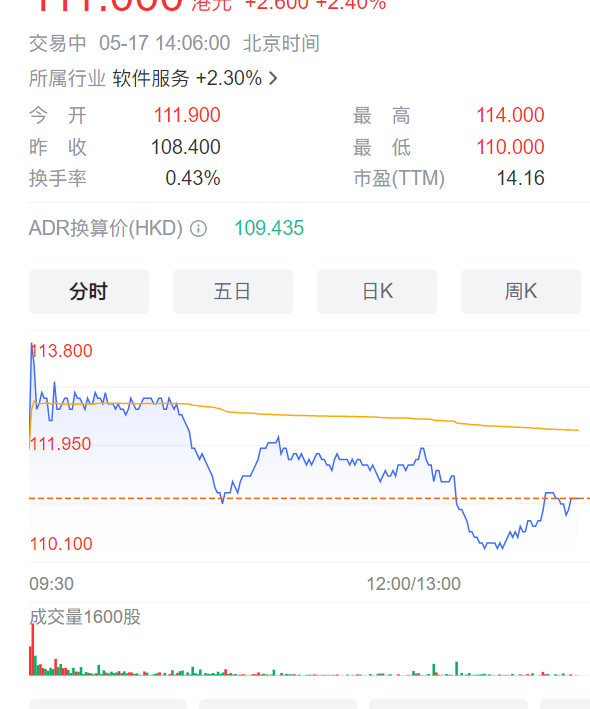 111.000 港元 +2.600 +2.40%
交易中 05-17 14:06:00 北京时间
所属行业 软件服务 +2.30% >
今 开 111.900 最 高 114.000
昨 收 108.400 最 低 110.000
换手率 0.43% 市盈(TTM) 14.16
ADR换算价(HKD) 109.435
分时 五日 日K 周K
113.800
111.950
110.100
09:30 12:00/13:00
成交量1600股